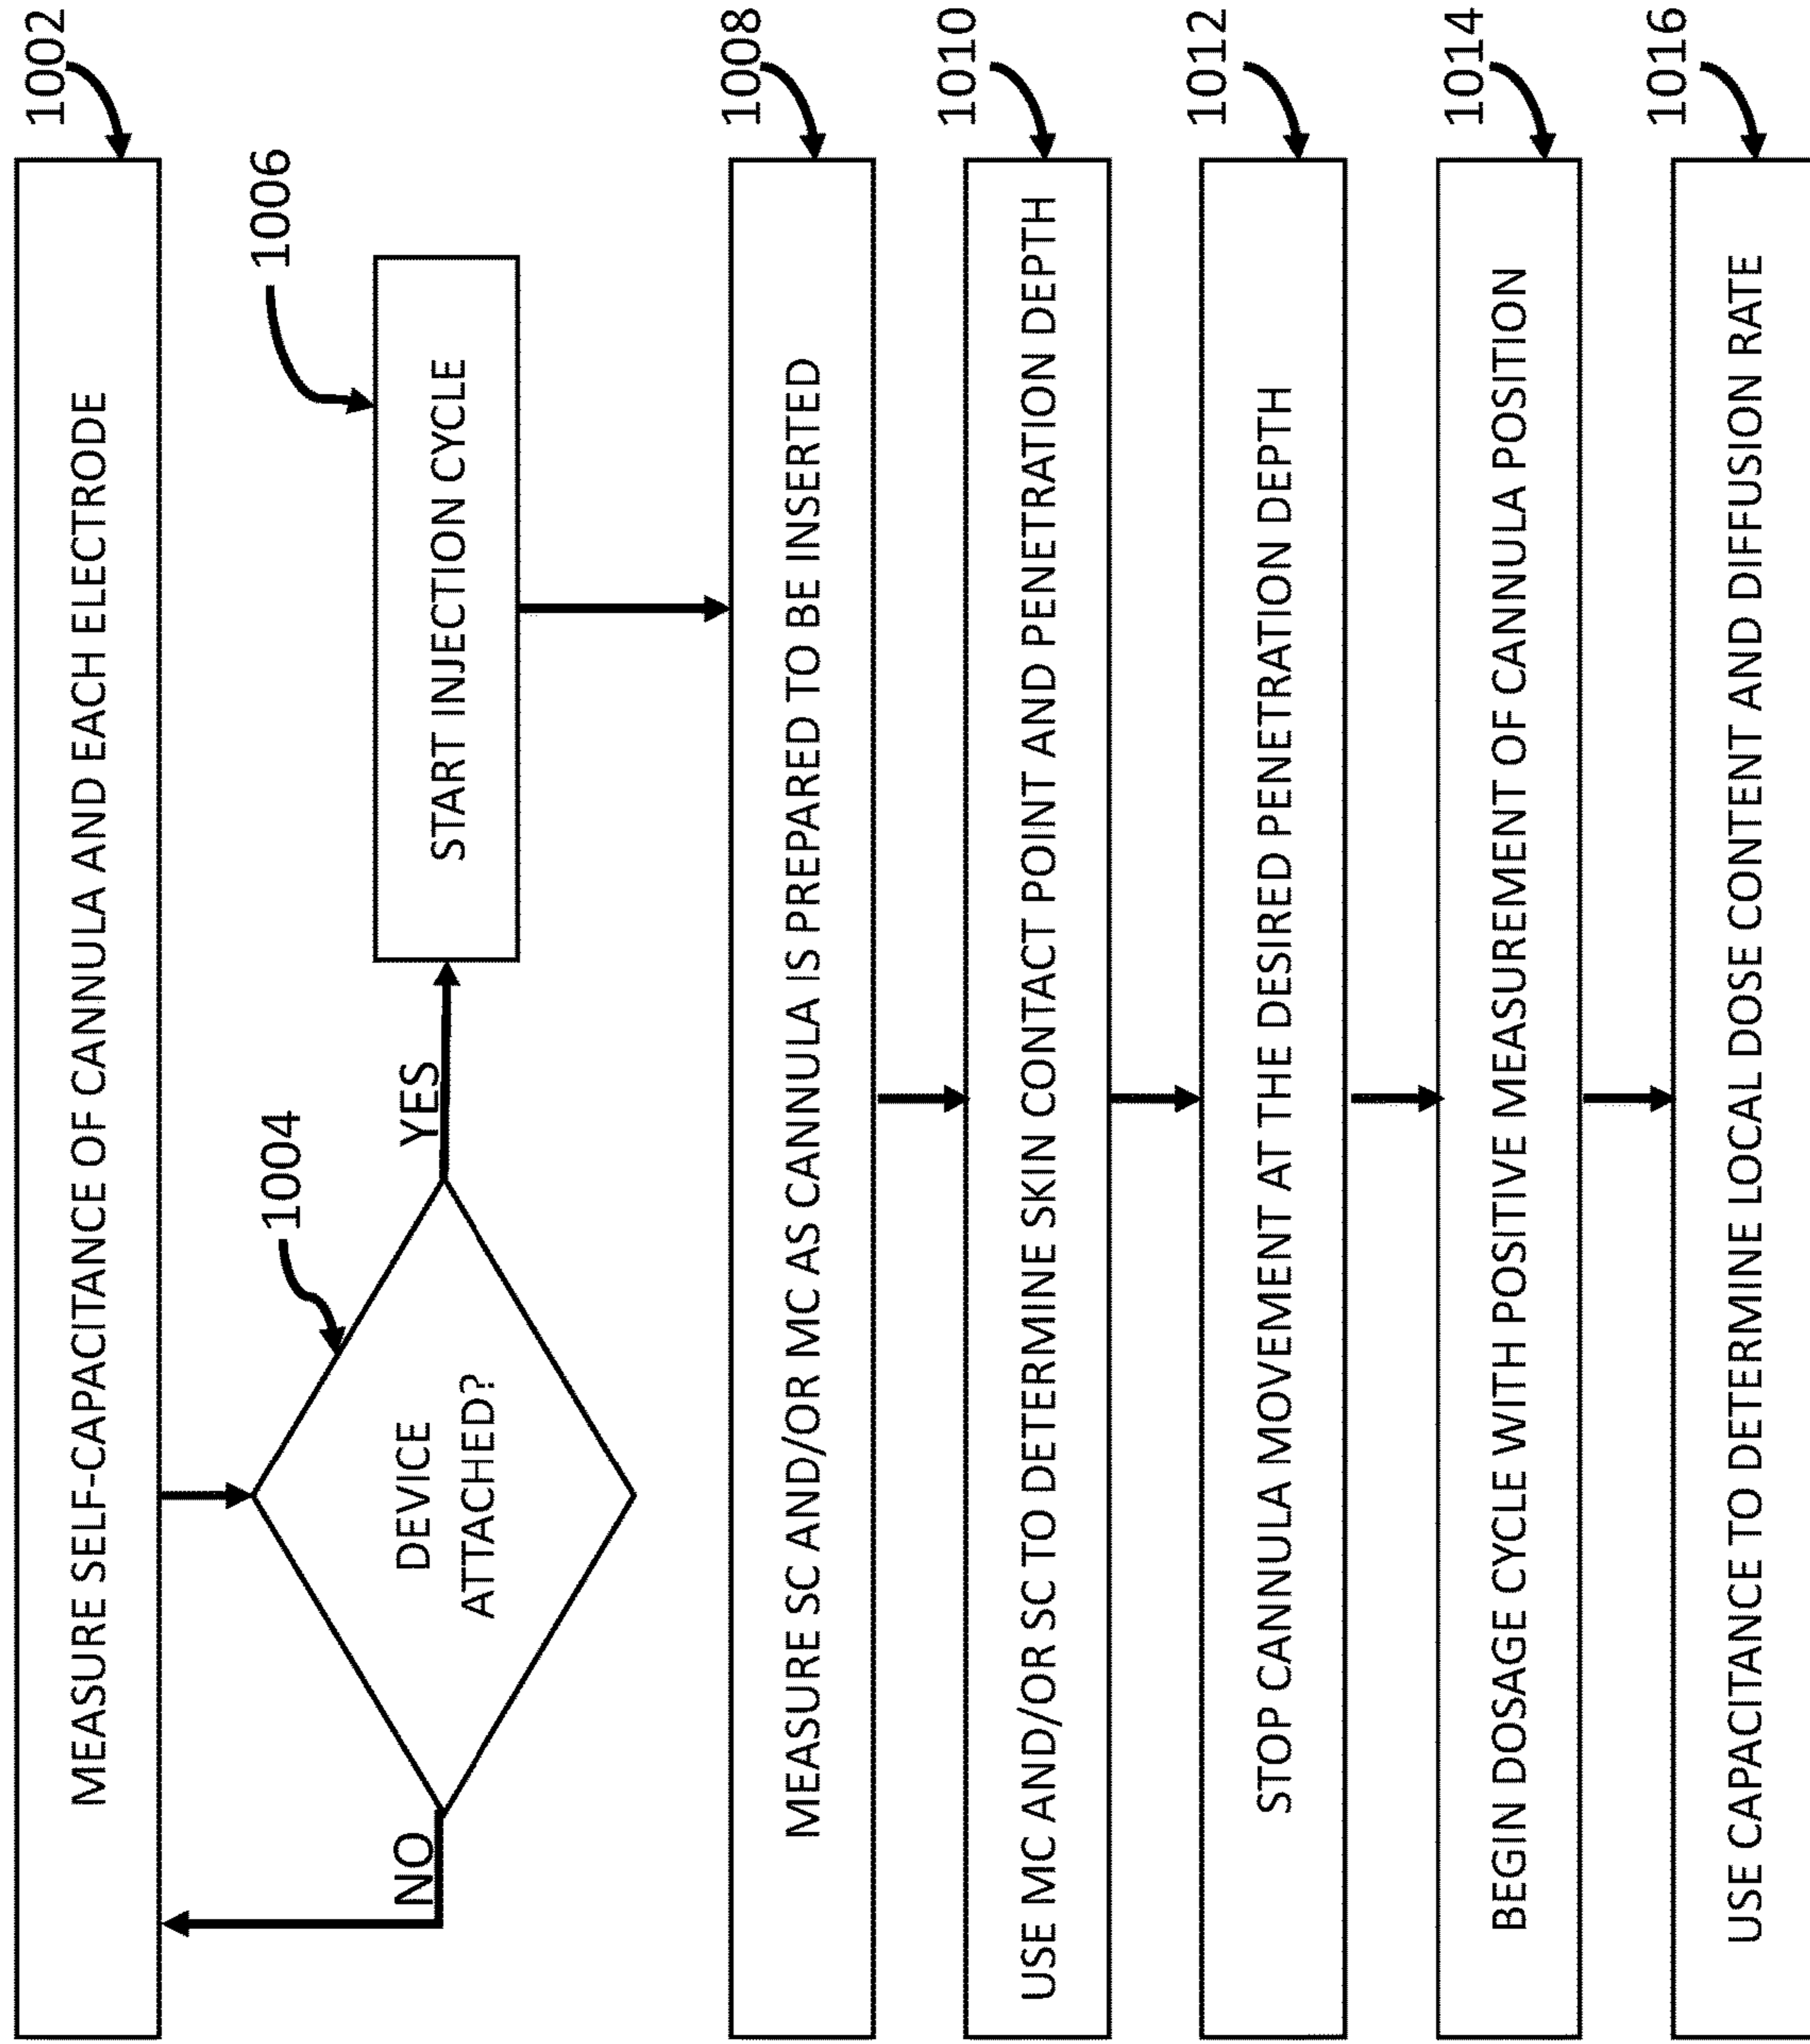 MEASURE SELF-CAPACITANCE OF CANNULA AND EACH ELECTRODE
1002
DEVICE
ATTACHED?
1004
NO
YES
START INJECTION CYCLE
1006
MEASURE SC AND/OR MC AS CANNULA IS PREPARED TO BE INSERTED
1008
USE MC AND/OR SC TO DETERMINE SKIN CONTACT POINT AND PENETRATION DEPTH
1010
STOP CANNULA MOVEMENT AT THE DESIRED PENETRATION DEPTH
1012
BEGIN DOSAGE CYCLE WITH POSITIVE MEASUREMENT OF CANNULA POSITION
1014
USE CAPACITANCE TO DETERMINE LOCAL DOSE CONTENT AND DIFFUSION RATE
1016